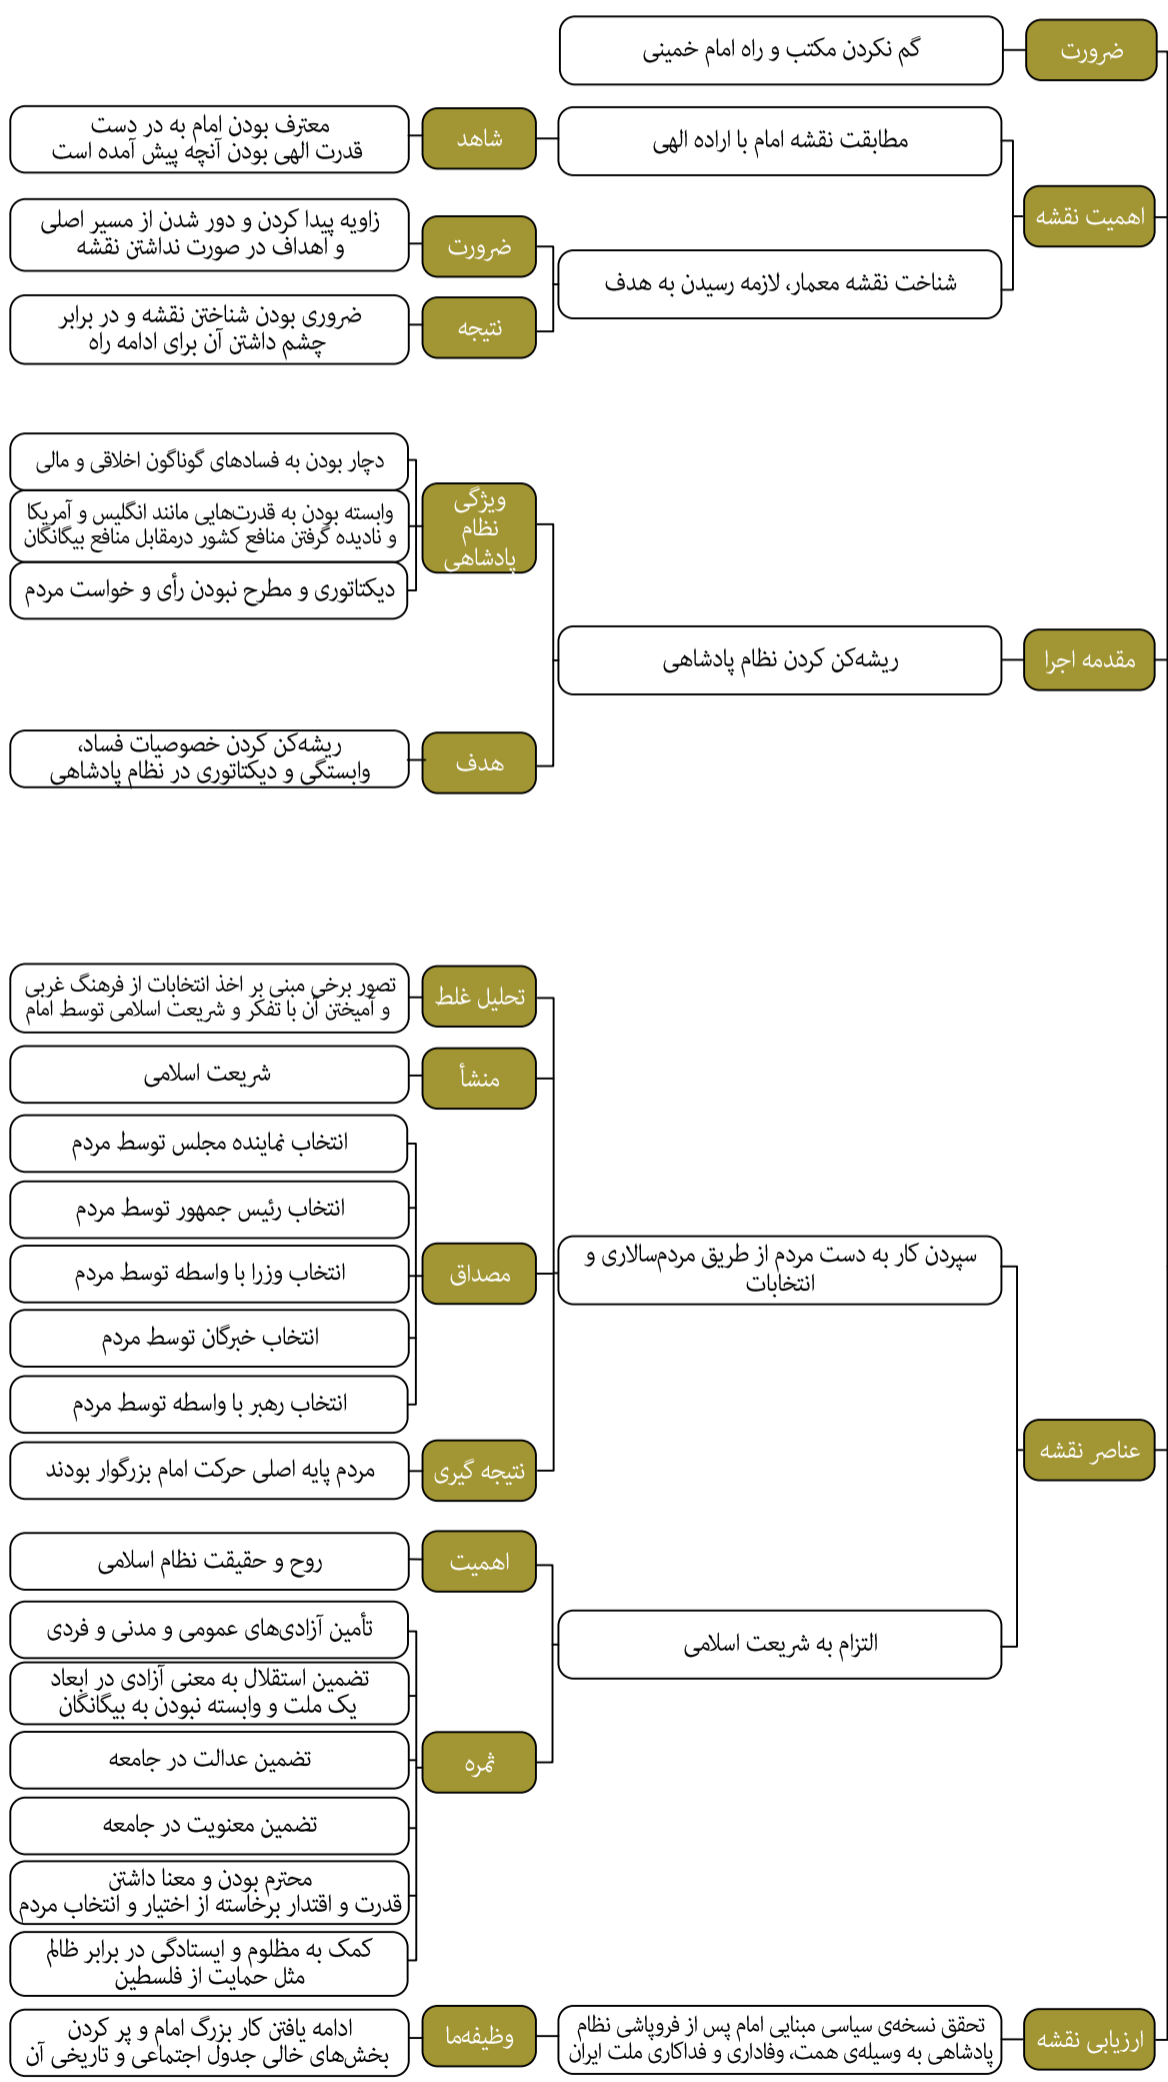 ضرورت
گم نکردن مکتب و راه امام خمینی
اهمیت نقشه
مطابقت نقشه امام با اراده الهی
شاهد
معترف بودن امام به در دست
قدرت الهی بودن آنچه پیش آمده است
شناخت نقشه معمار، لازمه رسیدن به هدف
ضرورت
زاویه پیدا کردن و دور شدن از مسیر اصلی
و اهداف در صورت نداشتن نقشه
نتیجه
ضروری بودن شناختن نقشه و در برابر
چشم داشتن آن برای ادامه راه
مقدمه اجرا
ریشه‌کن کردن نظام پادشاهی
ویژگی
نظام
پادشاهی
دچار بودن به فسادهای گوناگون اخلاقی و مالی
وابسته بودن به قدرت‌هایی مانند انگلیس و آمریکا
و نادیده گرفتن منافع کشور درمقابل منافع بیگانگان
دیکتاتوری و مطرح نبودن رأی و خواست مردم
هدف
ریشه‌کن کردن خصوصیات فساد،
وابستگی و دیکتاتوری در نظام پادشاهی
عناصر نقشه
سپردن کار به دست مردم از طریق مردم‌سالاری و
انتخابات
تحلیل غلط
تصور برخی مبنی بر اخذ انتخابات از فرهنگ غربی
و آمیختن آن با تفکر و شریعت اسلامی توسط امام
منشأ
شریعت اسلامی
مصداق
انتخاب نماینده مجلس توسط مردم
انتخاب رئیس جمهور توسط مردم
انتخاب وزرا با واسطه توسط مردم
انتخاب خبرگان توسط مردم
انتخاب رهبر با واسطه توسط مردم
نتیجه گیری
مردم پایه اصلی حرکت امام بزرگوار بودند
التزام به شریعت اسلامی
اهمیت
روح و حقیقت نظام اسلامی
ثمره
تأمین آزادی‌های عمومی و مدنی و فردی
تضمین استقلال به معنی آزادی در ابعاد
یک ملت و وابسته نبودن به بیگانگان
تضمین عدالت در جامعه
تضمین معنویت در جامعه
محترم بودن و معنا داشتن
قدرت و اقتدار برخاسته از اختیار و انتخاب مردم
کمک به مظلوم و ایستادگی در برابر ظالم
مثل حمایت از فلسطین
ارزیابی نقشه
تحقق نسخه‌ی سیاسی مبنایی امام پس از فروپاشی نظام
پادشاهی به وسیله‌ی همت، وفاداری و فداکاری ملت ایران
وظیفه‌ما
ادامه یافتن کار بزرگ امام و پر کردن
بخش‌های خالی جدول اجتماعی و تاریخی آن